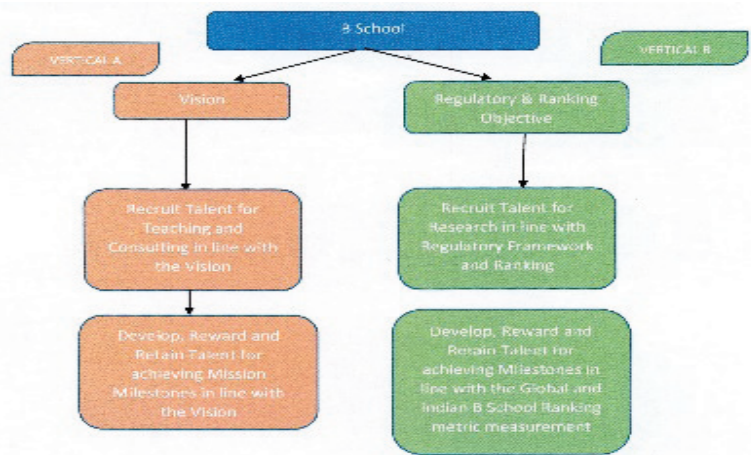 B School
VERTICAL A
VERTICAL B
Vision
Regulatory & Ranking
Objective
Recruit Talent for
Teaching and
Consulting in line with
the Vision
Recruit Talent for
Research in line with
Regulatory Framework
and Ranking
Develop, Reward and
Retain Talent for
achieving Mission
Milestones in line with
the Vision
Develop, Reward and
Retain Talent for
achieving Milestones in
line with the Global and
Indian B School Ranking
metric measurement